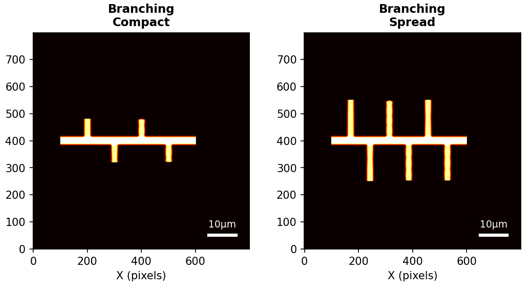 Branching
Compact
Branching
Spread
700
600
500
400
300
200
100
0
10μm
0 200 400 600
X (pixels)
700
600
500
400
300
200
100
0
10μm
0 200 400 600
X (pixels)